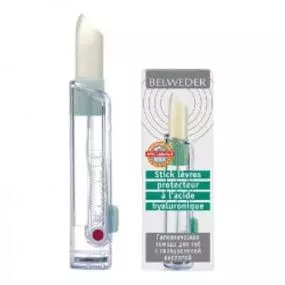 BELWEDER
Stick lèvres
protecteur
à l'acide
hyaluronique
Гигиеническая
помада для губ
с гиалуроновой
кислотой